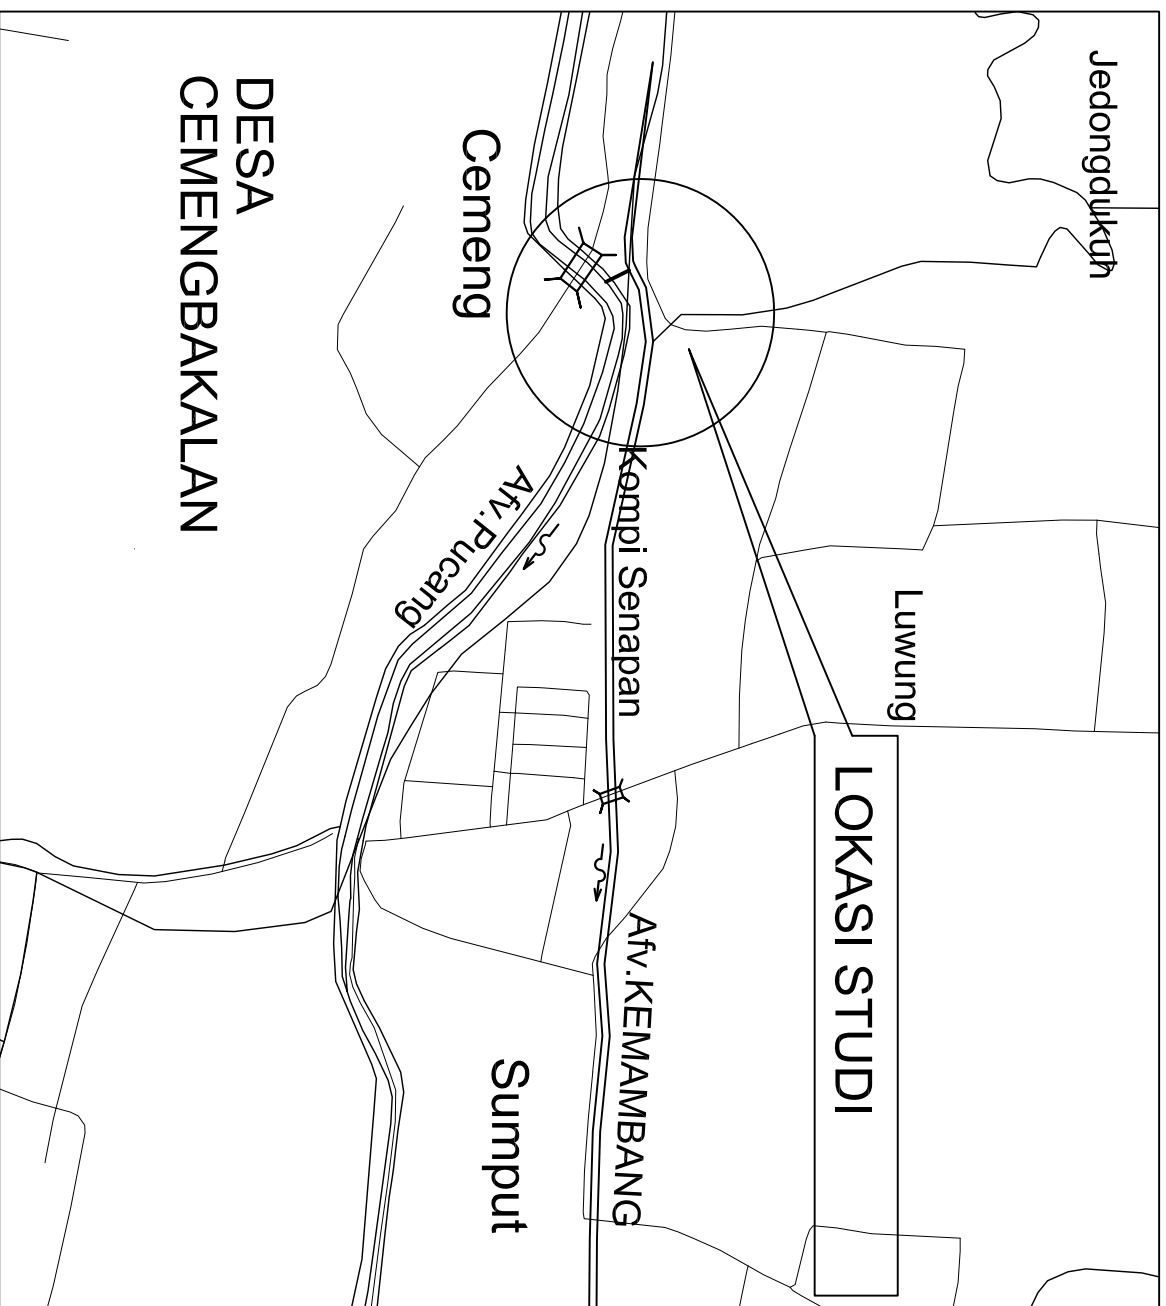 Jedongdukuh
Luwung
LOKASI STUDI
Kompi Senapan
Afv.KEMAMBANG
Cemeng
Afv.Pucang
Sumput
DESA
CEMENGBAKALAN